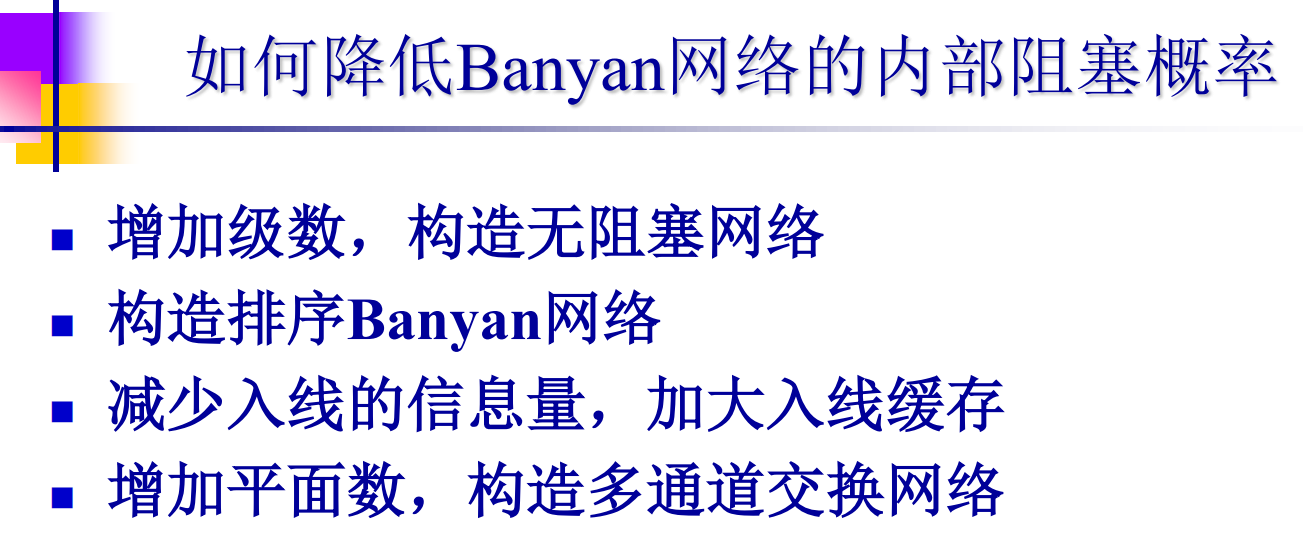 如何降低Banyan网络的内部阻塞概率
增加级数，构造无阻塞网络
构造排序Banyan网络
减少入线的信息量，加大入线缓存
增加平面数，构造多通道交换网络